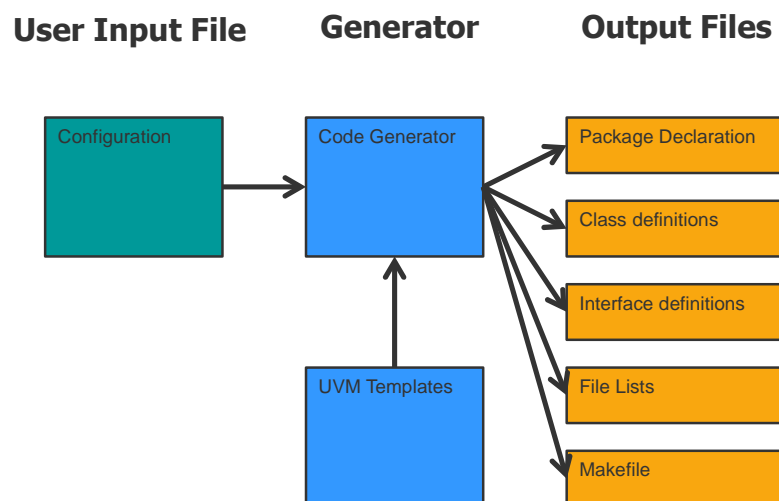 User Input File
Generator
Output Files
Configuration
Code Generator
Package Declaration
Class definitions
Interface definitions
UVM Templates
File Lists
Makefile